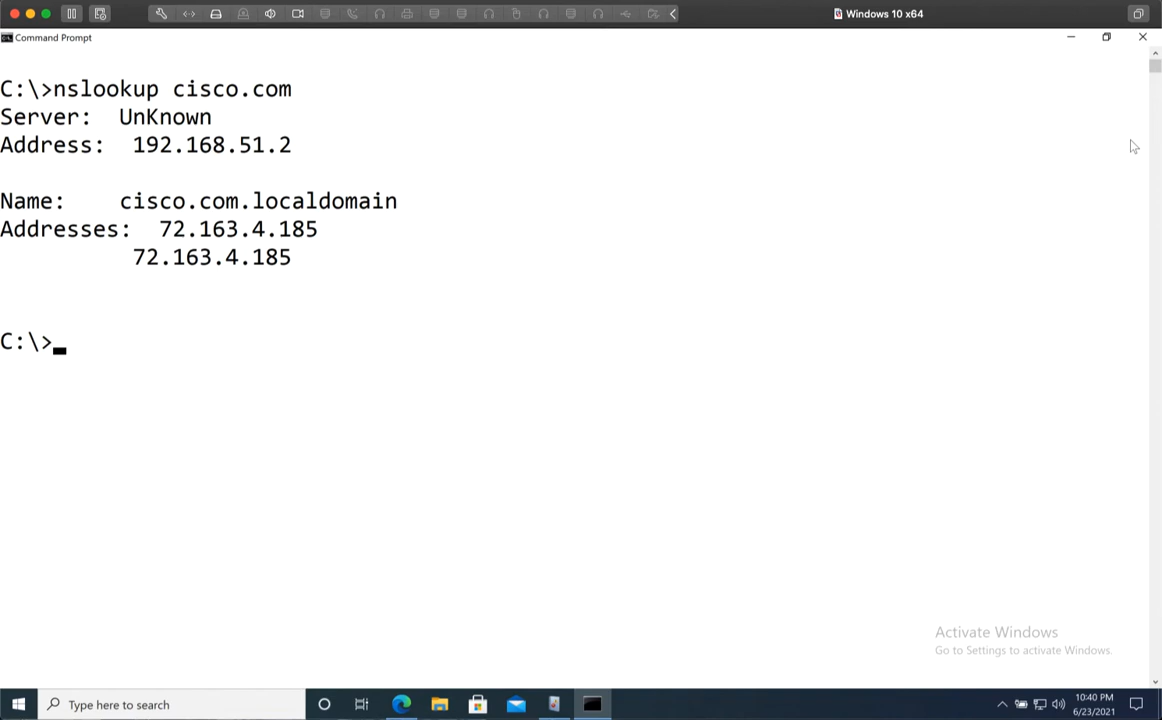 Windows 10 x64
Command Prompt
C:\>nslookup cisco.com
Server:  UnKnown
Address:  192.168.51.2
Name:    cisco.com.localdomain
Addresses:  72.163.4.185
72.163.4.185
C:\>
Activate Windows
Go to Settings to activate Windows.
Type here to search
10:40 PM
6/23/2021